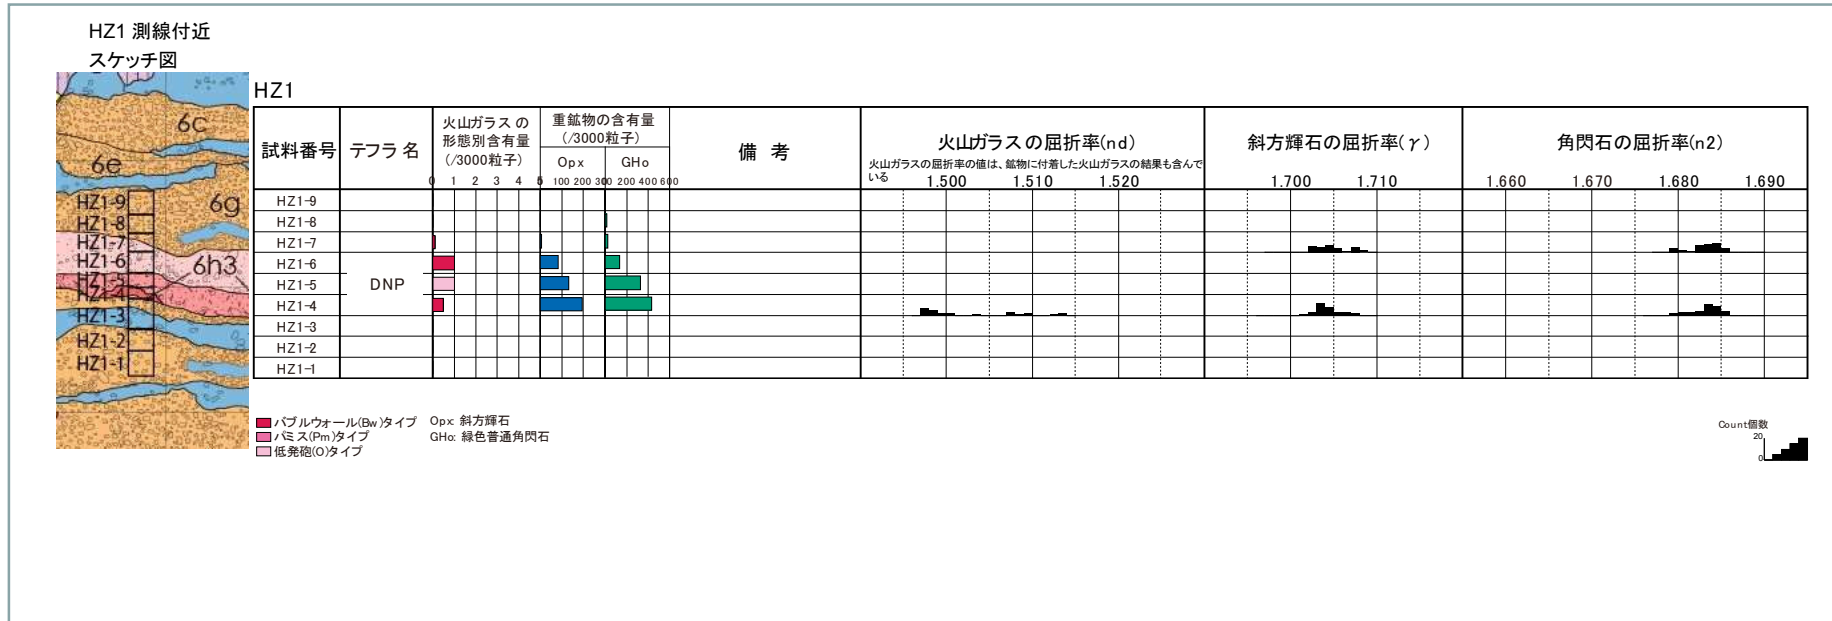 HZ1 測線付近
スケッチ図
6c
6e
6g
6h3
HZ1-9
HZ1-8
HZ1-7
HZ1-6
HZ1-5
HZ1-3
HZ1-2
HZ1-1
HZ1
試料番号
テフラ名
火山ガラスの
形態別含有量
(/3000粒子)
0 1 2 3 4 5
重鉱物の含有量
(/3000粒子)
Opx
GHo
0 100 200 300
0 200 400 600
備 考
火山ガラスの屈折率(nd)
火山ガラスの屈折率の値は、鉱物に付着した火山ガラスの結果も含んで
いる
1.500 1.510 1.520
斜方輝石の屈折率(γ)
1.700 1.710
角閃石の屈折率(n2)
1.660 1.670 1.680 1.690
HZ1-9
HZ1-8
HZ1-7
HZ1-6
HZ1-5
HZ1-4
HZ1-3
HZ1-2
HZ1-1
DNP
バブルウォール(Bw)タイプ
パミス(Pm)タイプ
低発砲(O)タイプ
Opx: 斜方輝石
GHo: 緑色普通角閃石
Count個数
20
0